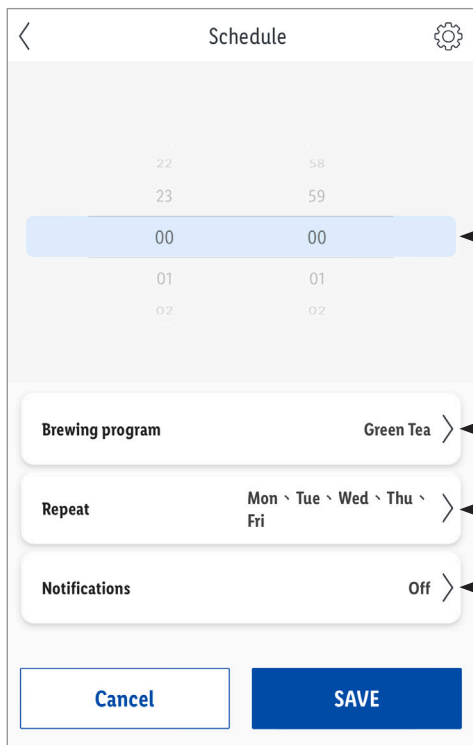 Schedule
22 58
23 59
00 00
01 01
02 02
Brewing program Green Tea
Repeat Mon、Tue、Wed、Thu、
Fri
Notifications Off
Cancel SAVE